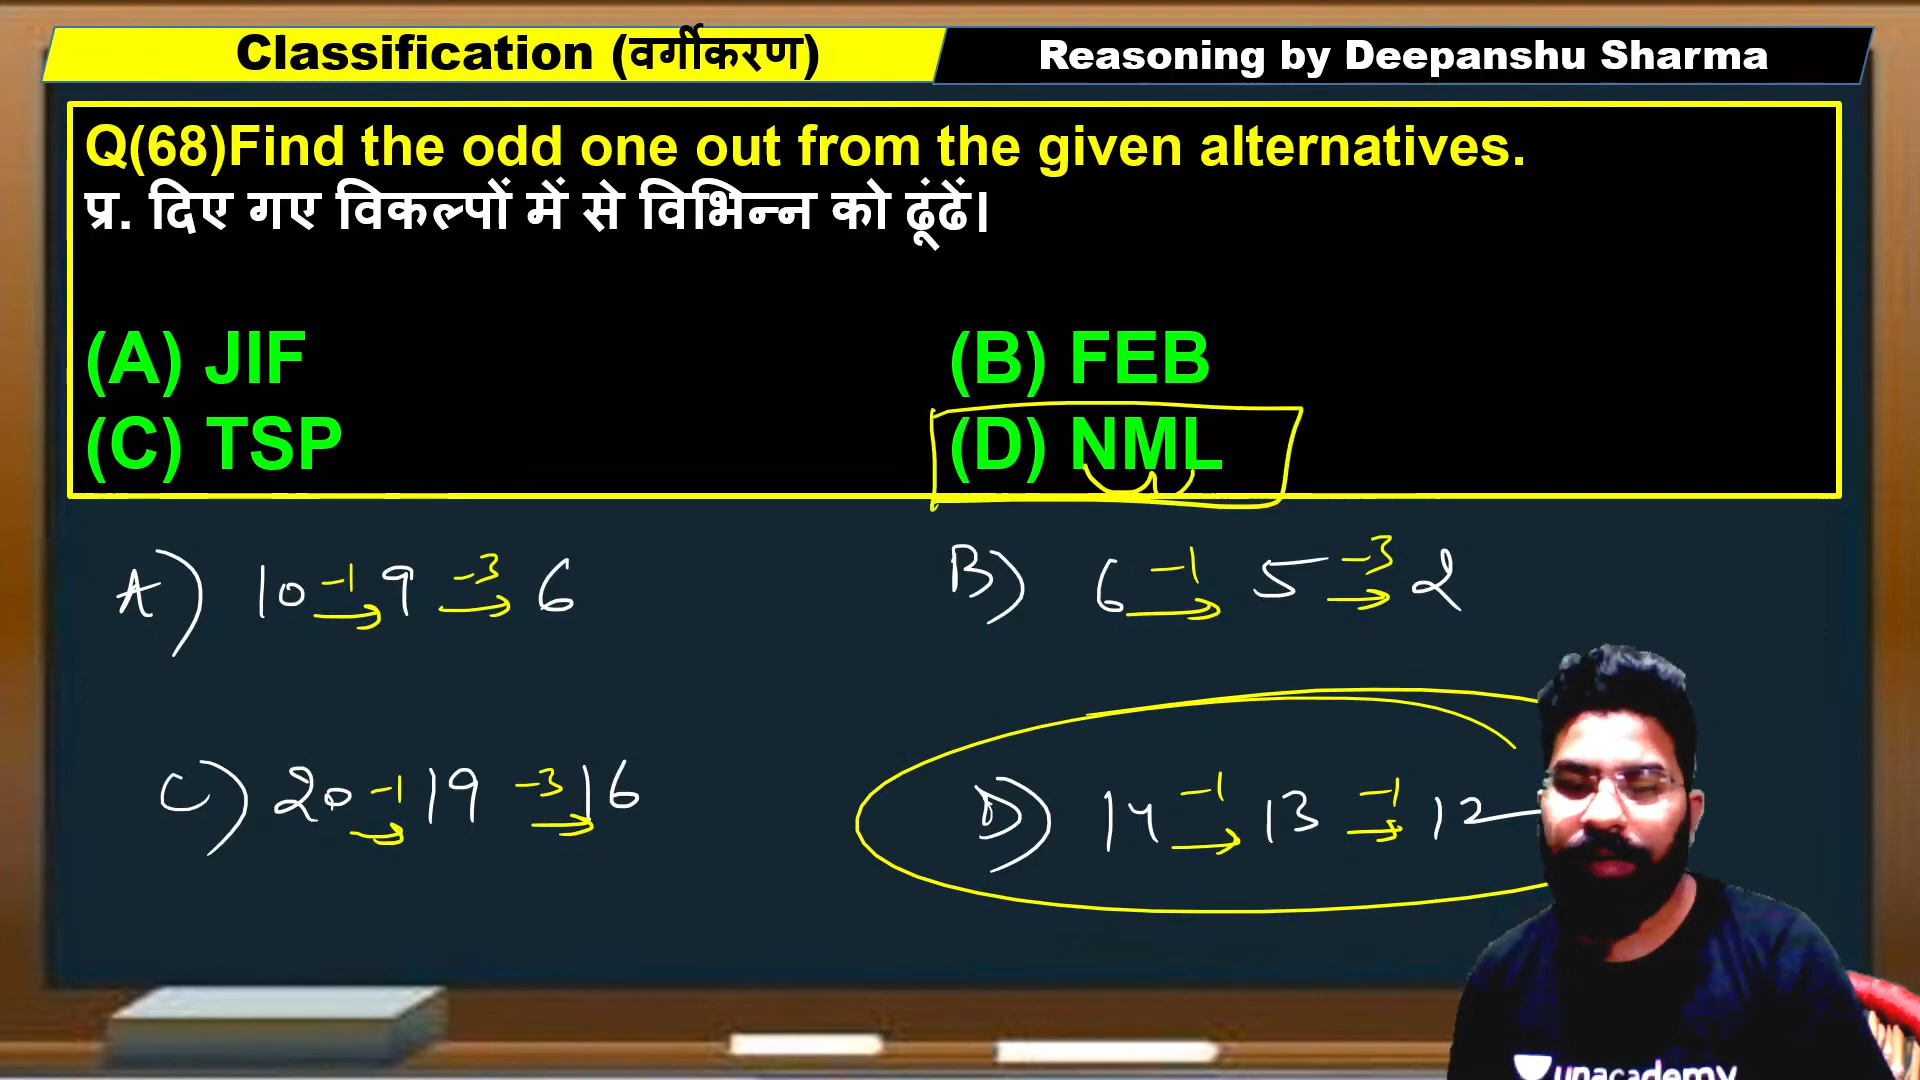 Classification (वर्गीकरण)
Reasoning by Deepanshu Sharma
Q(68)Find the odd one out from the given alternatives.
प्र. दिए गए विकल्पों में से विभिन्न को ढूंढें।
(A) JIF
(B) FEB
(C) TSP
(D) NML
A) 10 -1 → 9 -3 → 6
B) 6 -1 → 5 -3 → 2
C) 20 -1 → 19 -3 → 16
D) 14 -1 → 13 -1 → 12
unacademy